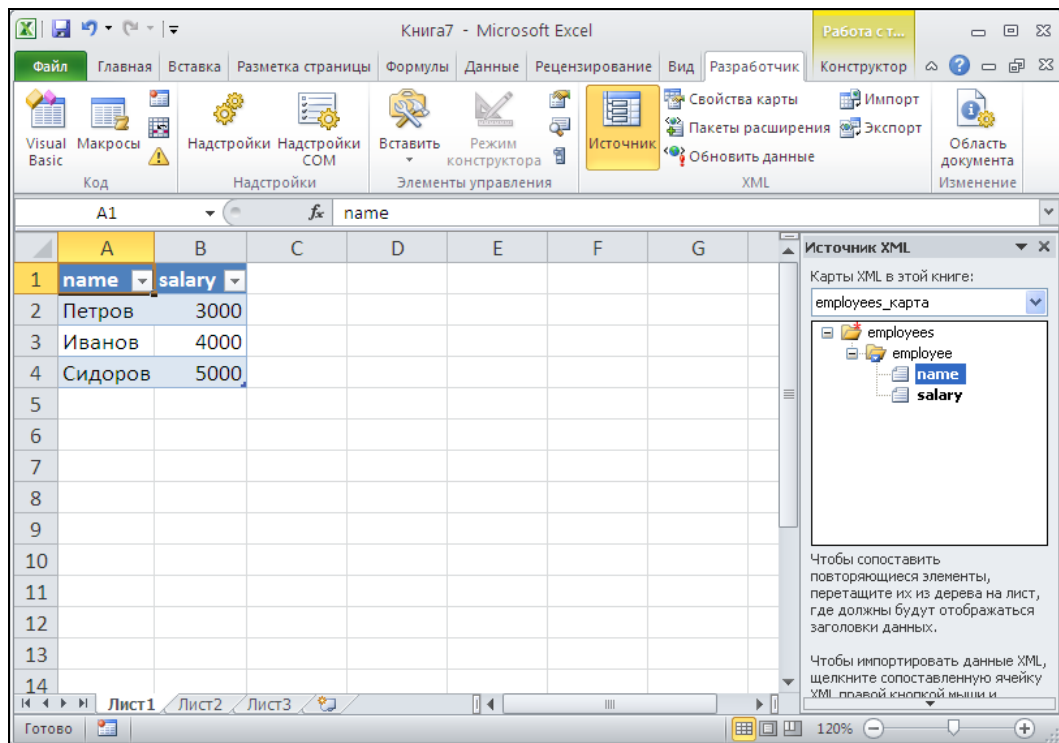 Книга7 - Microsoft Excel
Работа с т...
Файл Главная Вставка Разметка страницы Формулы Данные Рецензирование Вид Разработчик Конструктор
Visual Basic
Макросы
Код
Надстройки
Надстройки COM
Надстройки
Вставить
Режим конструктора
Элементы управления
Источник
Свойства карты
Пакеты расширения
Обновить данные
Импорт
Экспорт
XML
Область документа
Изменение
A1 fx name
A B C D E F G
1 name salary
2 Петров 3000
3 Иванов 4000
4 Сидоров 5000
5
6
7
8
9
10
11
12
13
14
Источник XML
Карты XML в этой книге:
employees_карта
employees
employee
name
salary
Чтобы сопоставить
повторяющиеся элементы,
перетащите их из дерева на лист,
где должны будут отображаться
заголовки данных.
Чтобы импортировать данные XML,
щелкните сопоставленную ячейку
XML правой кнопкой мыши и
Лист1 Лист2 Лист3
Готово 120%